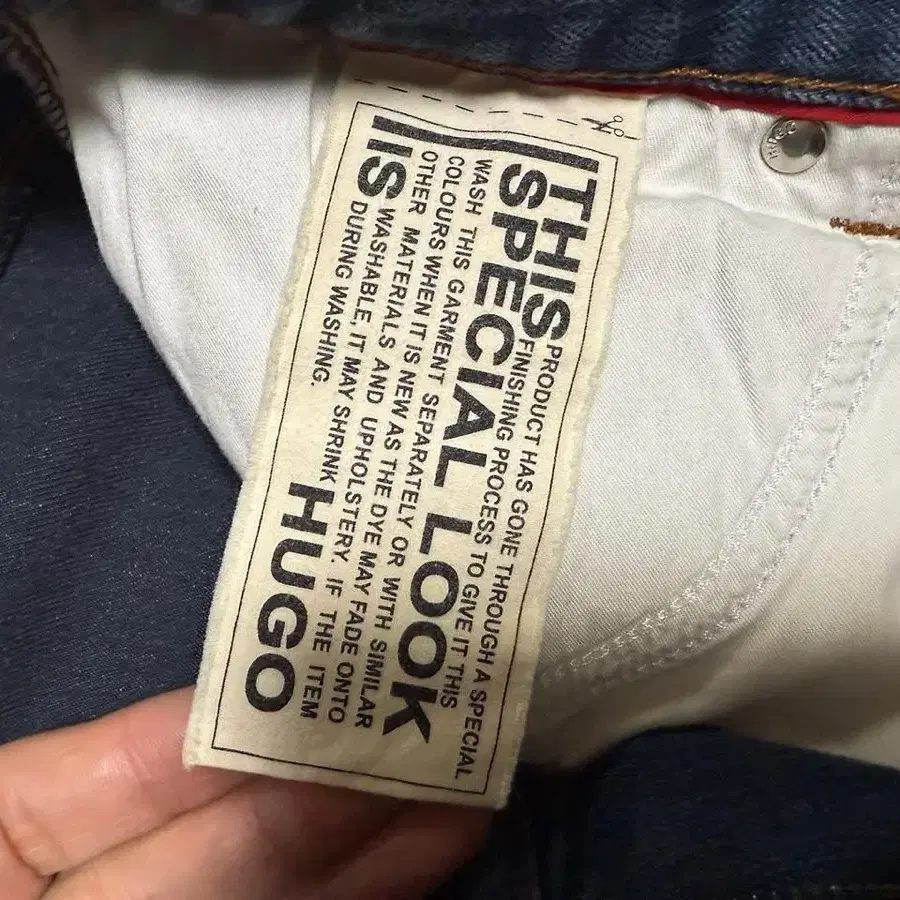 THIS PRODUCT HAS GONE THROUGH A SPECIAL
FINISHING PROCESS TO GIVE IT THIS
SPECIAL LOOK
WASH THIS GARMENT SEPARATELY OR WITH SIMILAR
COLOURS WHEN IT IS NEW AS THE DYE MAY FADE ONTO
OTHER MATERIALS AND UPHOLSTERY. IF THE ITEM
IS WASHABLE, IT MAY SHRINK
DURING WASHING.
HUGO
HUGO